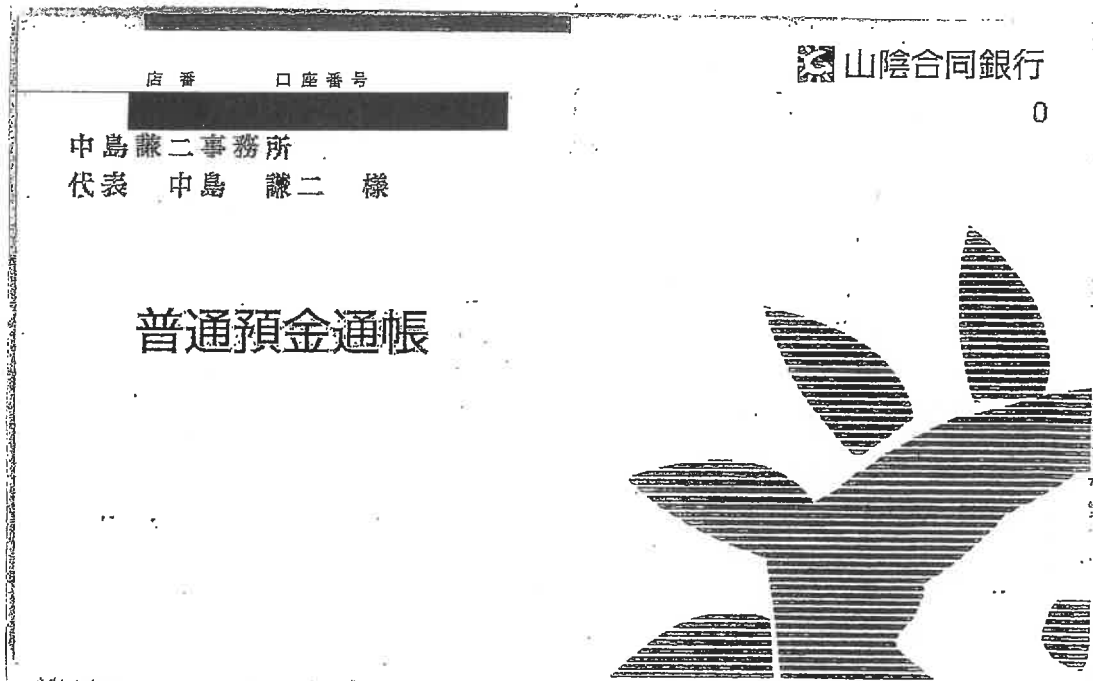 山陰合同銀行
0
店番 口座番号
中島謙二事務所
代表 中島 謙二 様
普通預金通帳